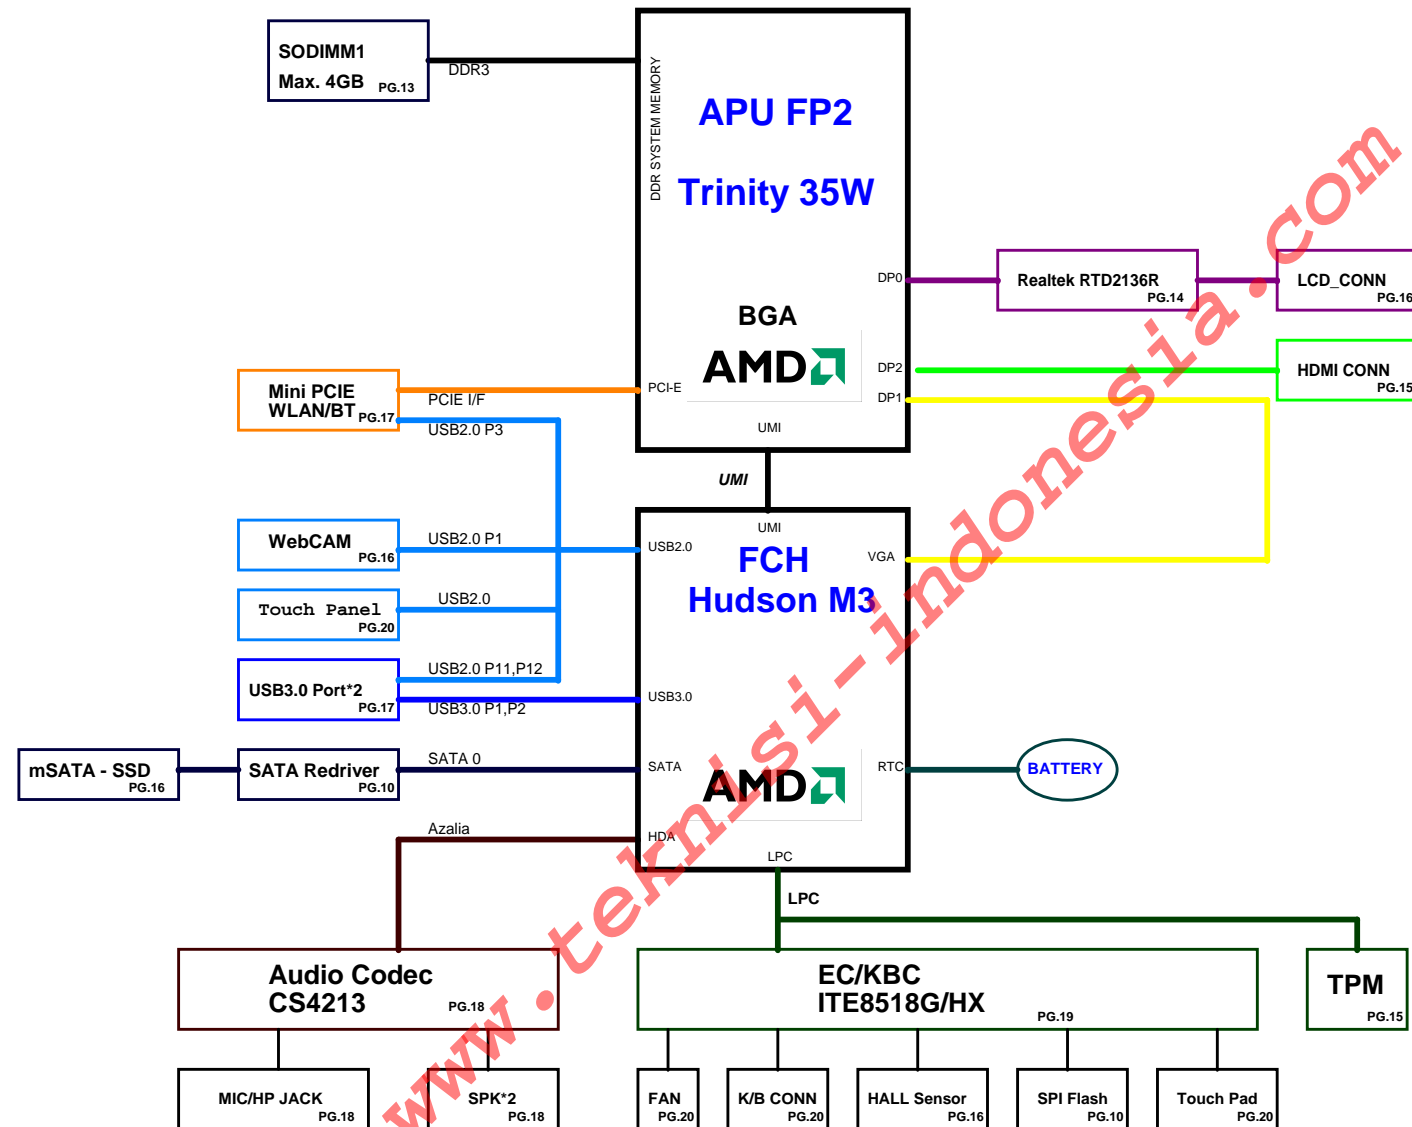 SODIMM1
Max. 4GB PG.13
DDR3
DDR SYSTEM MEMORY
APU FP2
Trinity 35W
BGA
AMD
DP0
Realtek RTD2136R
PG.14
LCD_CONN
PG.16
DP2
HDMI CONN
PG.15
DP1
Mini PCIE
WLAN/BT PG.17
PCIE I/F
PCI-E
USB2.0 P3
UMI
UMI
UMI
FCH
Hudson M3
VGA
WebCAM
PG.16
USB2.0 P1
USB2.0
Touch Panel
PG.20
USB2.0
USB3.0 Port*2
PG.17
USB2.0 P11,P12
USB3.0 P1,P2
USB3.0
mSATA - SSD
PG.16
SATA Redriver
PG.10
SATA 0
SATA
AMD
RTC
BATTERY
Azalia
HDA
LPC
LPC
Audio Codec
CS4213 PG.18
EC/KBC
ITE8518G/HX
PG.19
TPM
PG.15
MIC/HP JACK
PG.18
SPK*2
PG.18
FAN
PG.20
K/B CONN
PG.20
HALL Sensor
PG.16
SPI Flash
PG.10
Touch Pad
PG.20
www.teknisi-indonesia.com